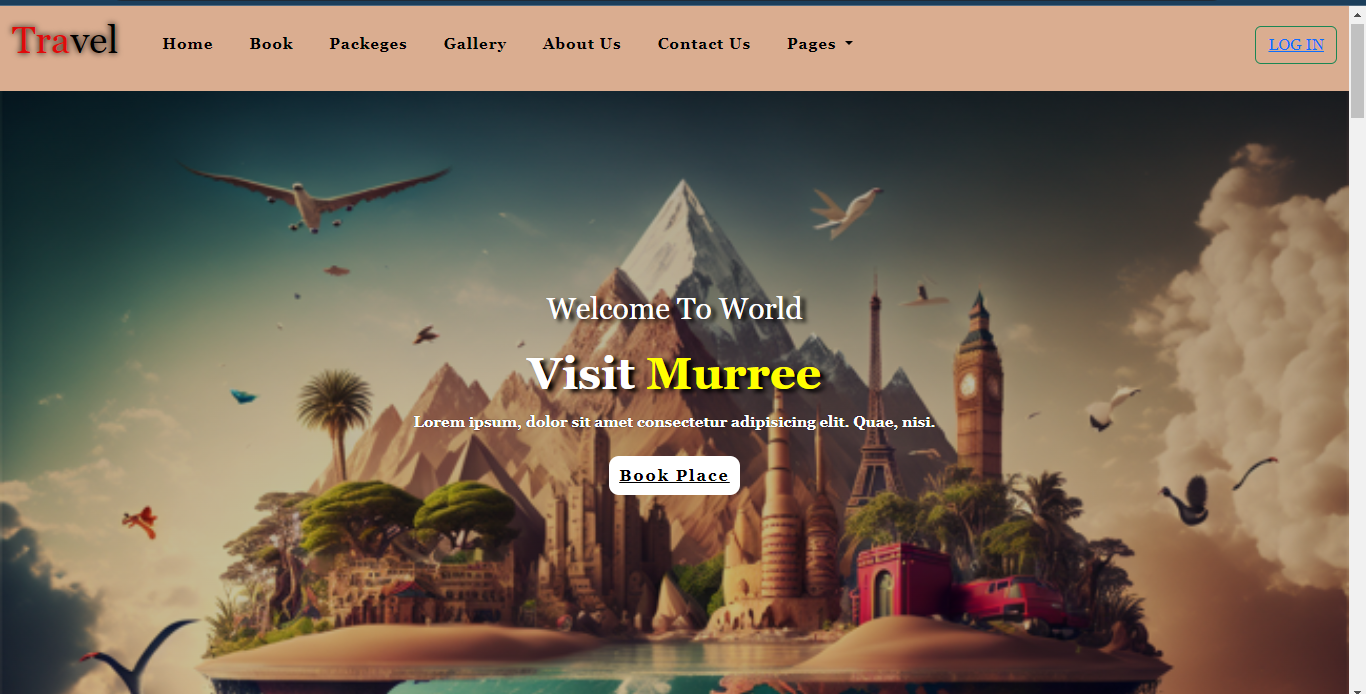 Travel Home Book Packeges Gallery About Us Contact Us Pages LOG IN
Welcome To World
Visit Murree
Lorem ipsum, dolor sit amet consectetur adipisicing elit. Quae, nisi.
Book Place